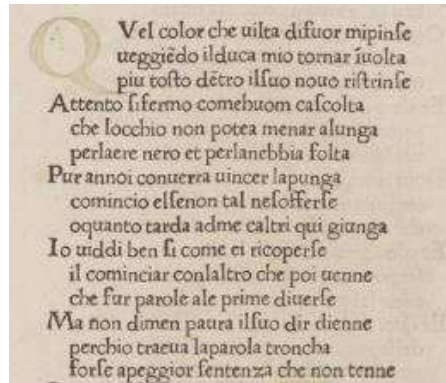 QVel color che uilta difuor mipinſe
ueggiēdo ilduca mio tornar īuolta
piu toſto dētro ilſuo nouo riſtrinſe
Attento ſifermo comehuom caſcolta
che locchio non potea menar alunga
perlaere nero et perlanebbia folta
Pur annoi conuerra uincer lapunga
comincio elſenon tal neſofferſe
oquanto tarda adme caltri qui giunga
Io uiddi ben ſi come ei ricoperſe
il cominciar conlaltro che poi uenne
che fur parole ale prime diuerſe
Ma non dimen paura ilſuo dir dienne
perchio traeua laparola troncha
forſe apeggior ſentenza che non tenne